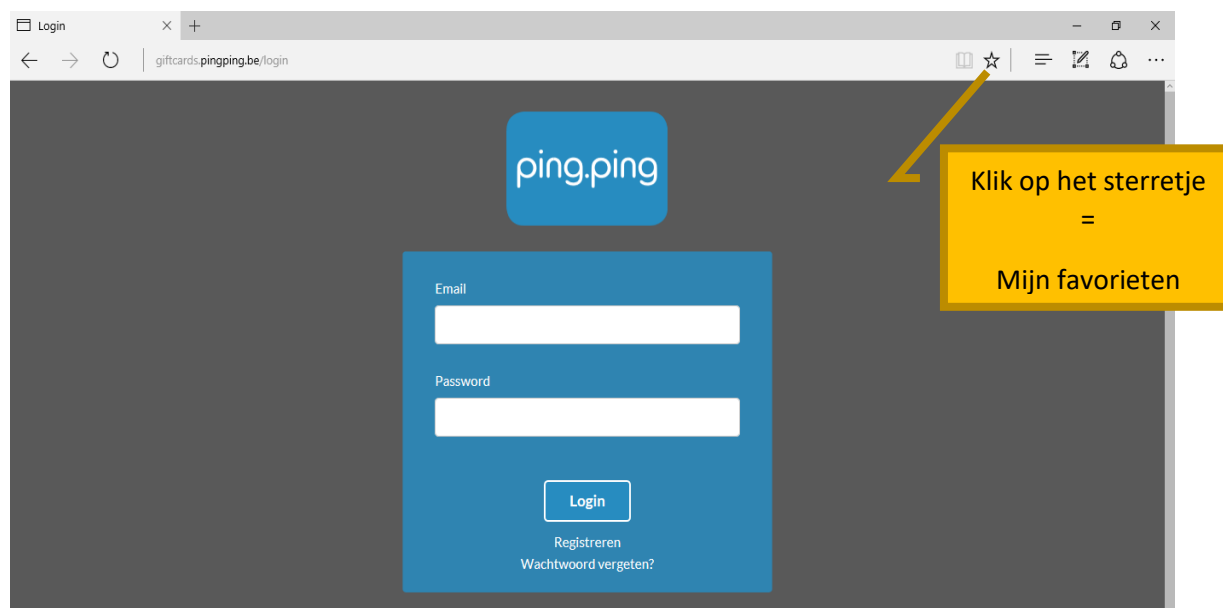 Login
giftcards.pingping.be/login
ping.ping
Klik op het sterretje
=
Mijn favorieten
Email
Password
Login
Registreren
Wachtwoord vergeten?